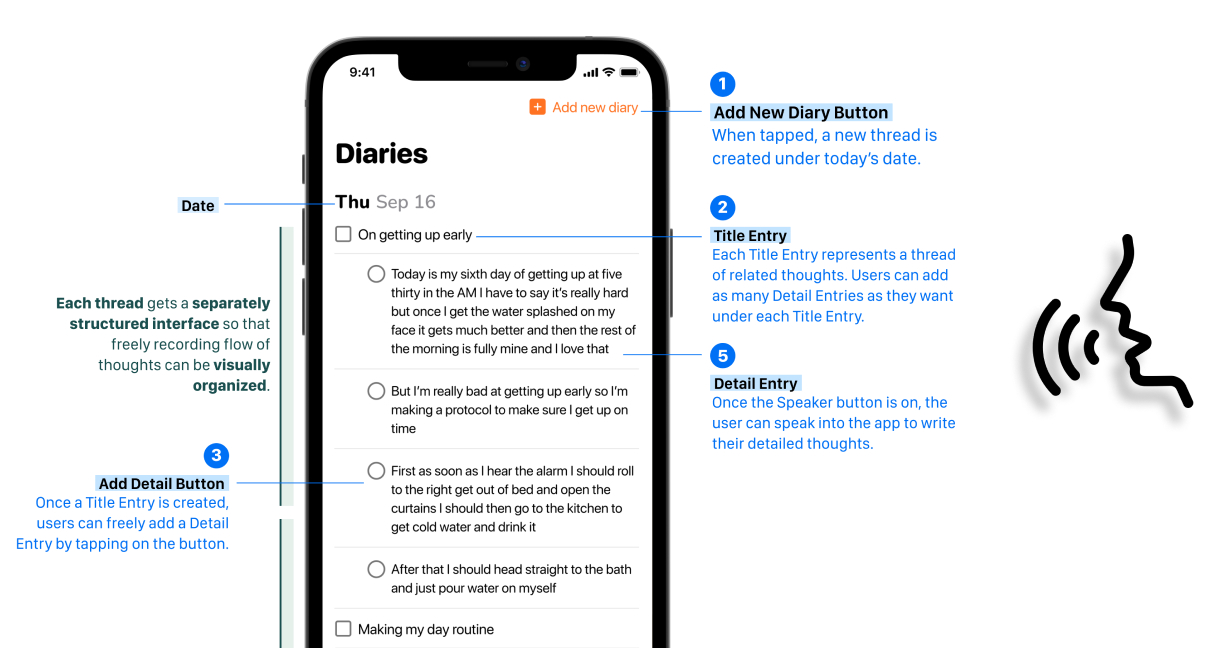 9:41
Add new diary
Diaries
Thu Sep 16
On getting up early
Today is my sixth day of getting up at five
thirty in the AM I have to say it's really hard
but once I get the water splashed on my
face it gets much better and then the rest of
the morning is fully mine and I love that
But I'm really bad at getting up early so I'm
making a protocol to make sure I get up on
time
First as soon as I hear the alarm I should roll
to the right get out of bed and open the
curtains I should then go to the kitchen to
get cold water and drink it
After that I should head straight to the bath
and just pour water on myself
Making my day routine
Date
Each thread gets a separately
structured interface so that
freely recording flow of
thoughts can be visually
organized.
3
Add Detail Button
Once a Title Entry is created,
users can freely add a Detail
Entry by tapping on the button.
1
Add New Diary Button
When tapped, a new thread is
created under today's date.
2
Title Entry
Each Title Entry represents a thread
of related thoughts. Users can add
as many Detail Entries as they want
under each Title Entry.
5
Detail Entry
Once the Speaker button is on, the
user can speak into the app to write
their detailed thoughts.